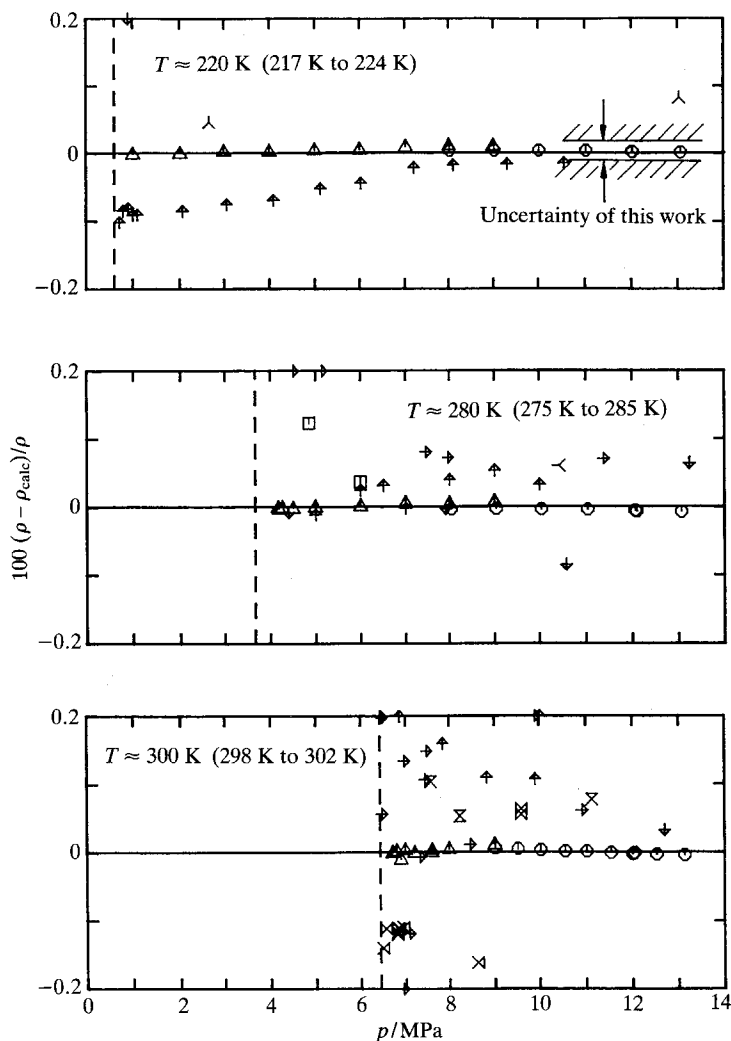 0.2
T ≈ 220 K (217 K to 224 K)
0
Uncertainty of this work
−0.2
0.2
T ≈ 280 K (275 K to 285 K)
0
100 (ρ − ρcalc)/ρ
−0.2
0.2
T ≈ 300 K (298 K to 302 K)
0
−0.2
0 2 4 6 8 10 12 14
p/MPa